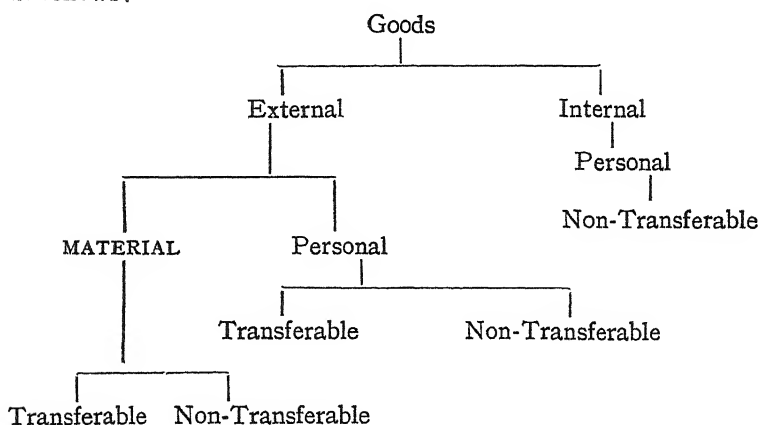 Goods
External Internal
Personal
Non-Transferable
MATERIAL Personal
Transferable Non-Transferable
Transferable Non-Transferable